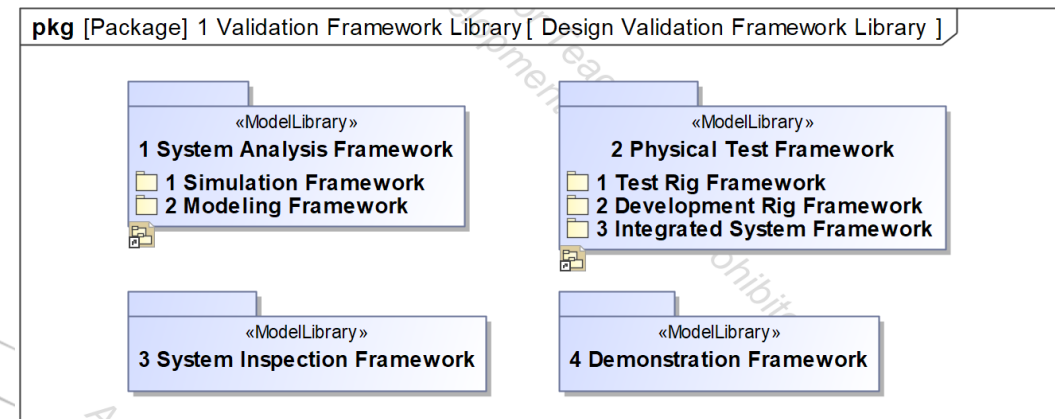 pkg [Package] 1 Validation Framework Library [ Design Validation Framework Library ]
«ModelLibrary»
1 System Analysis Framework
1 Simulation Framework
2 Modeling Framework
«ModelLibrary»
2 Physical Test Framework
1 Test Rig Framework
2 Development Rig Framework
3 Integrated System Framework
«ModelLibrary»
3 System Inspection Framework
«ModelLibrary»
4 Demonstration Framework